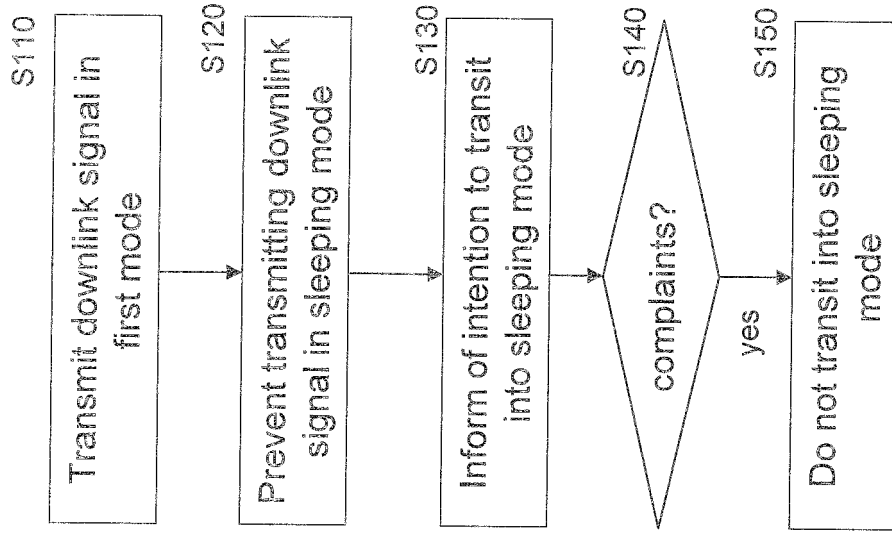 S110
Transmit downlink signal in
first mode
S120
Prevent transmitting downlink
signal in sleeping mode
S130
Inform of intention to transit
into sleeping mode
S140
complaints?
yes
S150
Do not transit into sleeping
mode